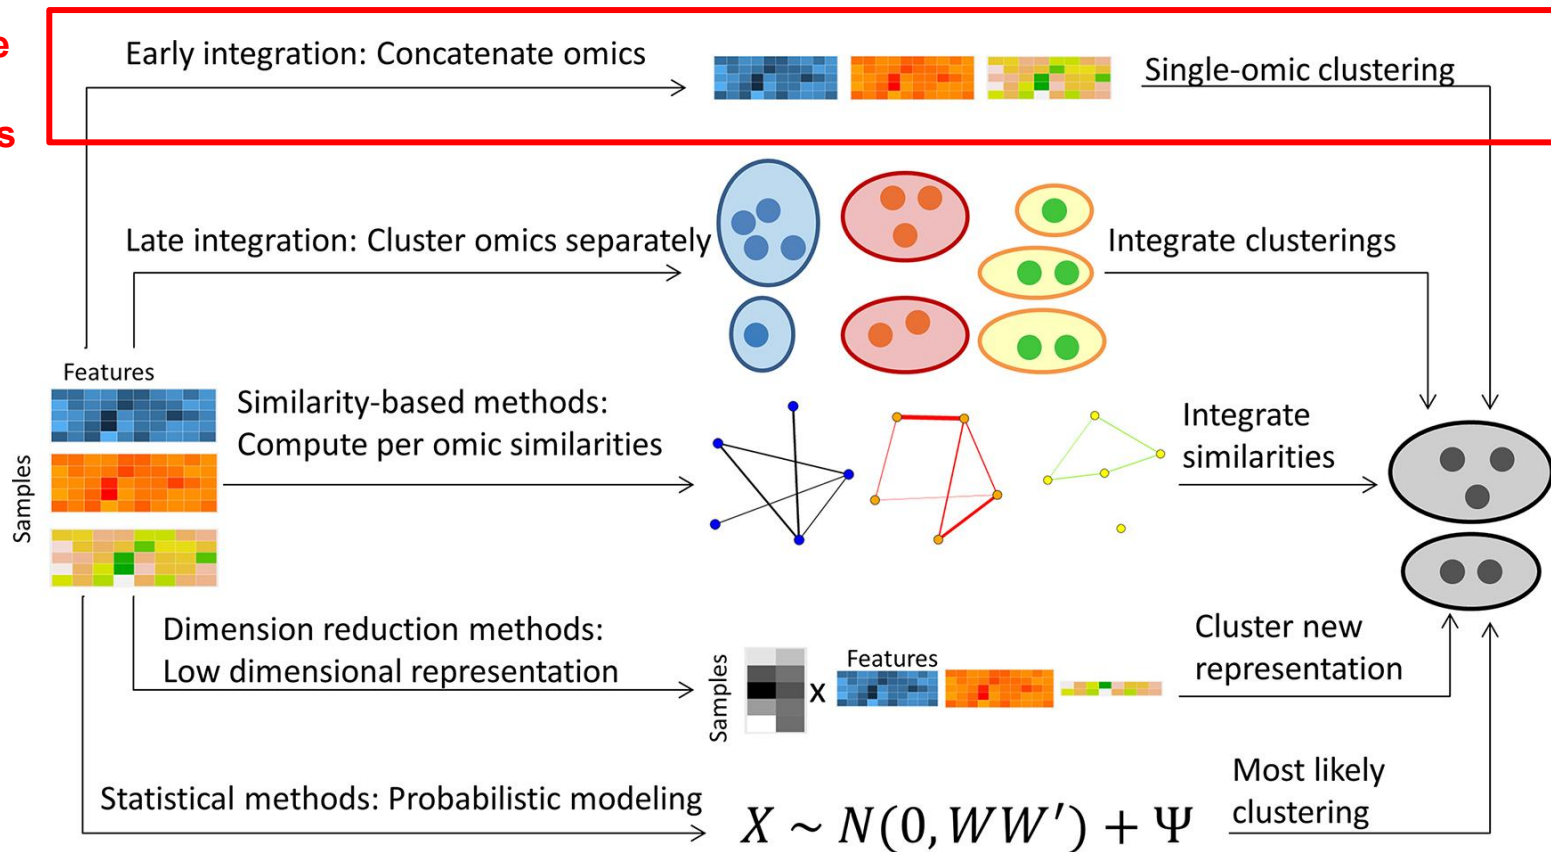 Early integration: Concatenate omics
Single-omic clustering
Late integration: Cluster omics separately
Integrate clusterings
Features
Samples
Similarity-based methods:
Compute per omic similarities
Integrate
similarities
Dimension reduction methods:
Low dimensional representation
Samples
x
Features
Cluster new
representation
Statistical methods: Probabilistic modeling
X ~ N(0, WW′) + Ψ
Most likely
clustering